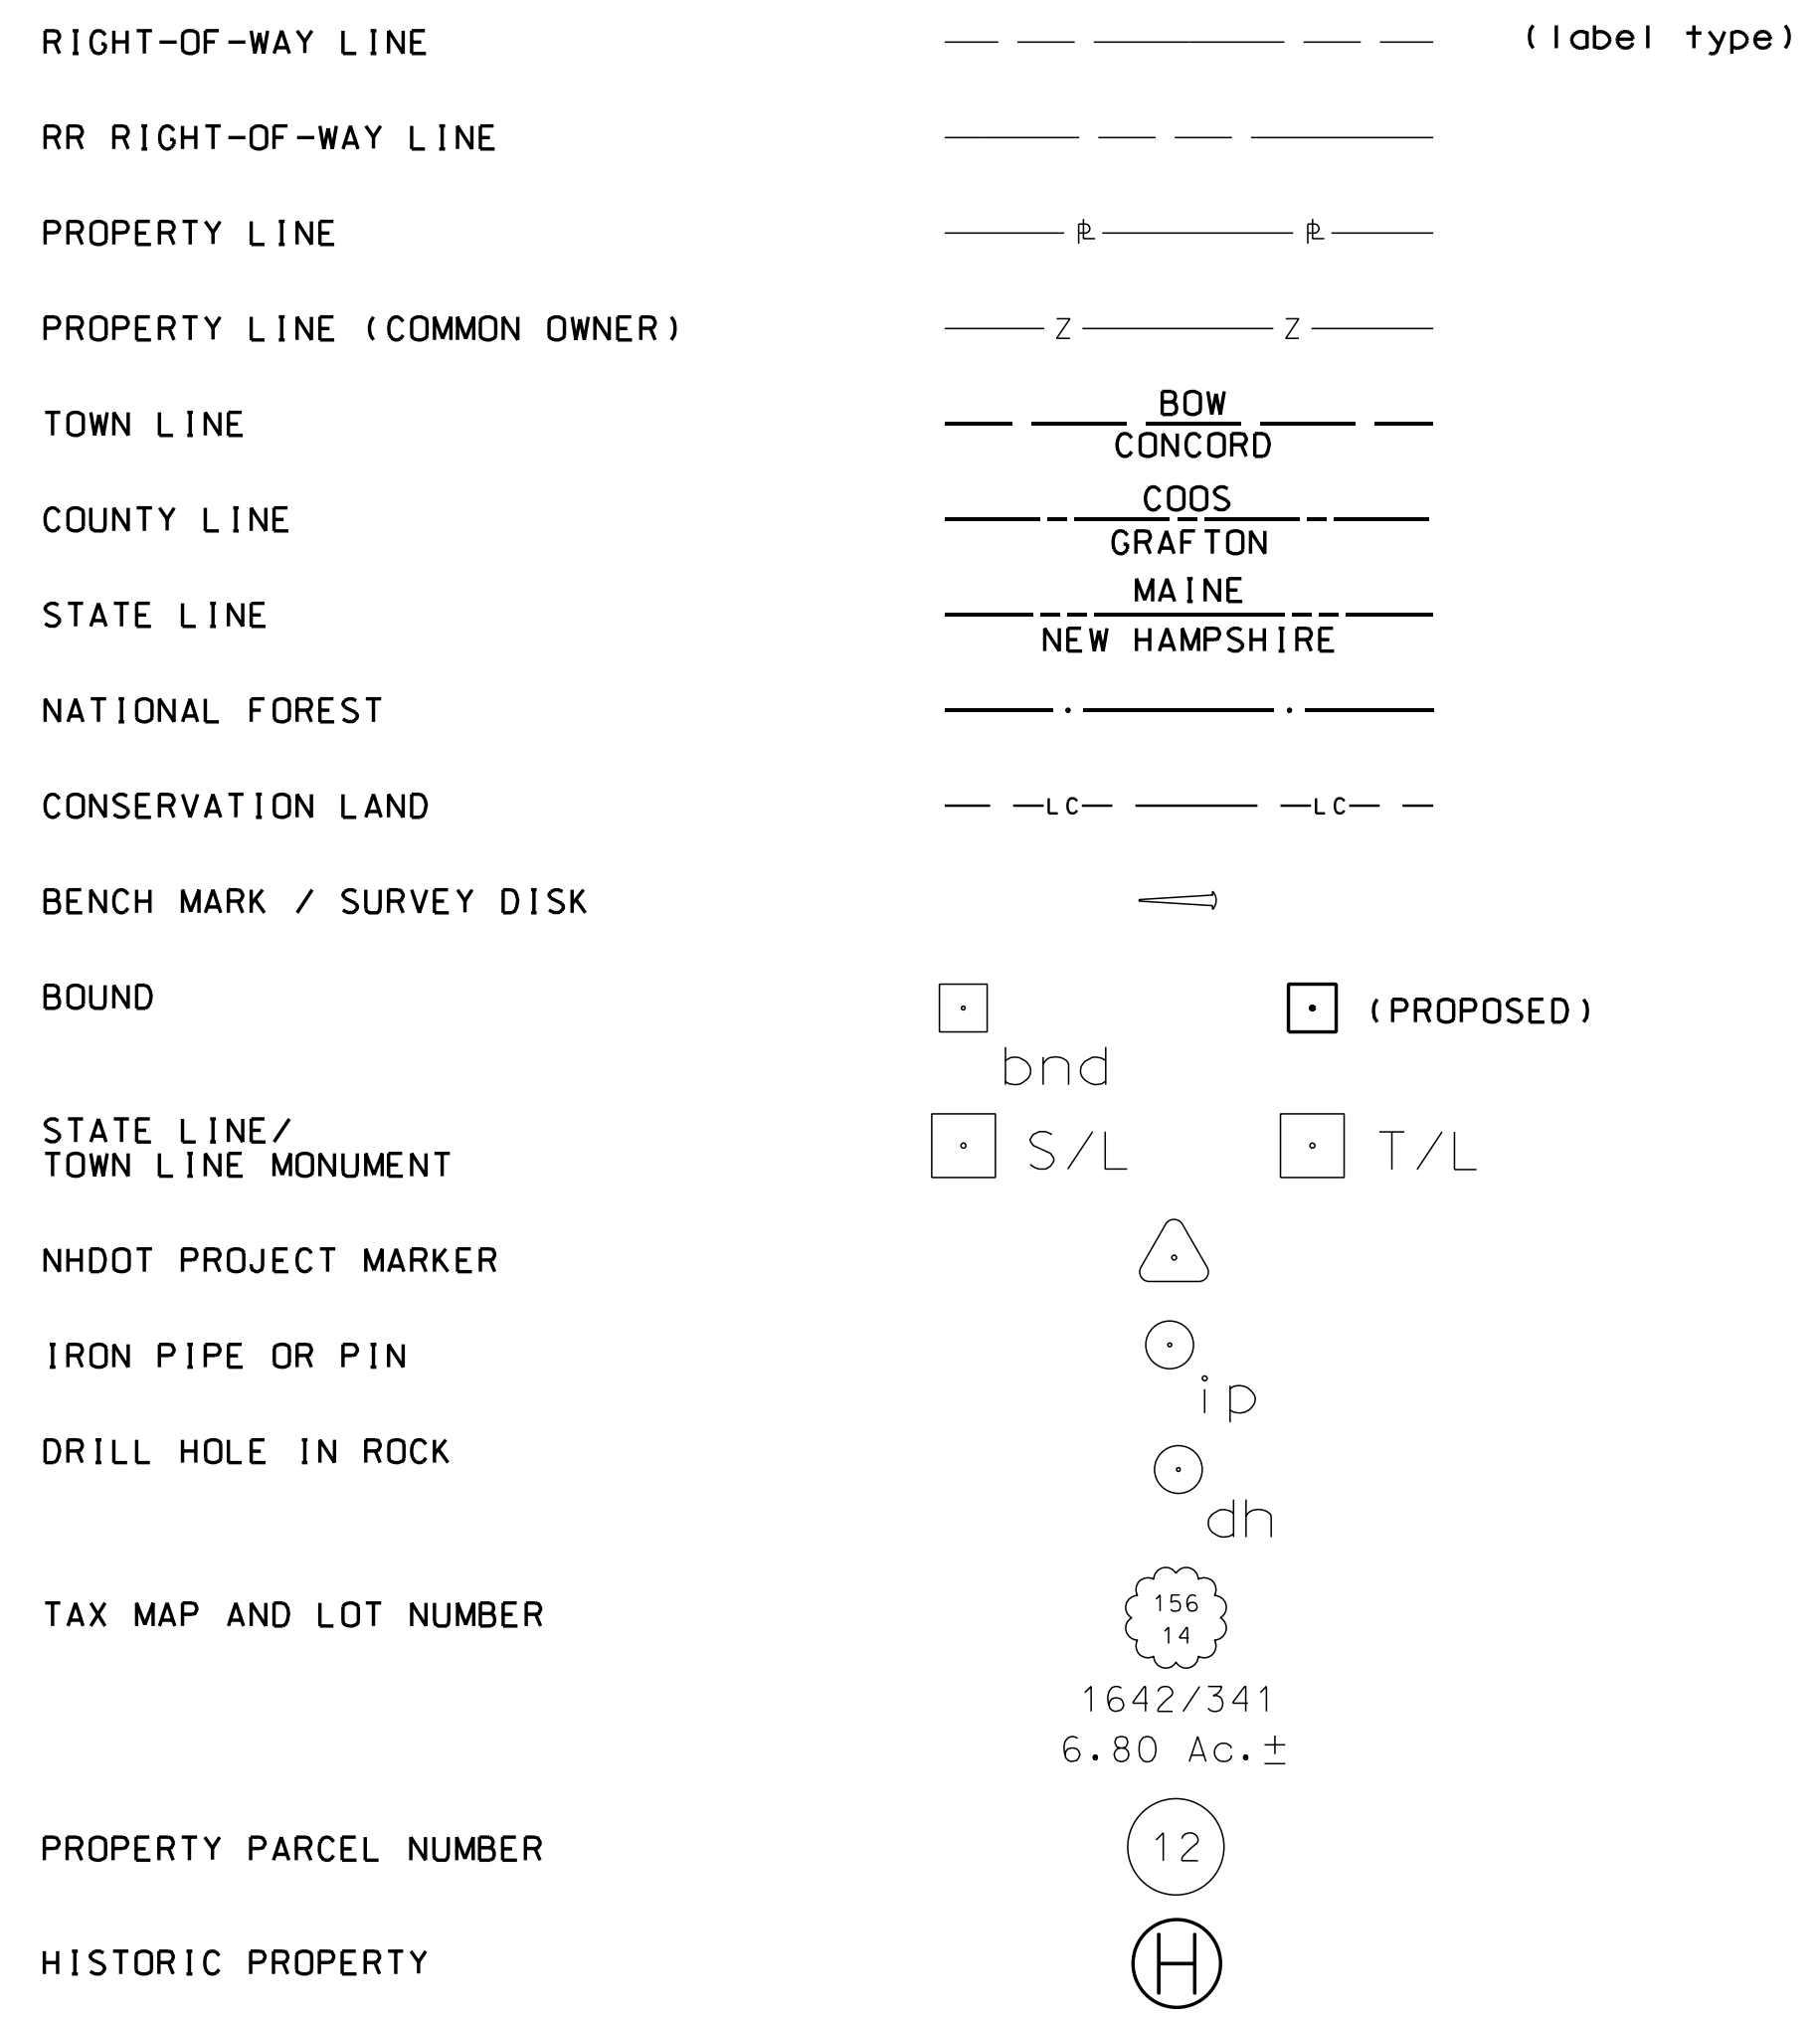 RIGHT-OF-WAY LINE (label type)
RR RIGHT-OF-WAY LINE
PROPERTY LINE ⅊ ⅊
PROPERTY LINE (COMMON OWNER) Z Z
BOW
TOWN LINE
CONCORD
COOS
COUNTY LINE
GRAFTON
MAINE
STATE LINE
NEW HAMPSHIRE
NATIONAL FOREST
CONSERVATION LAND LC LC
BENCH MARK / SURVEY DISK
BOUND (PROPOSED)
bnd
STATE LINE/
TOWN LINE MONUMENT S/L T/L
NHDOT PROJECT MARKER
IRON PIPE OR PIN
ip
DRILL HOLE IN ROCK
dh
TAX MAP AND LOT NUMBER
156
14
1642/341
6.80 Ac.±
PROPERTY PARCEL NUMBER 12
HISTORIC PROPERTY H